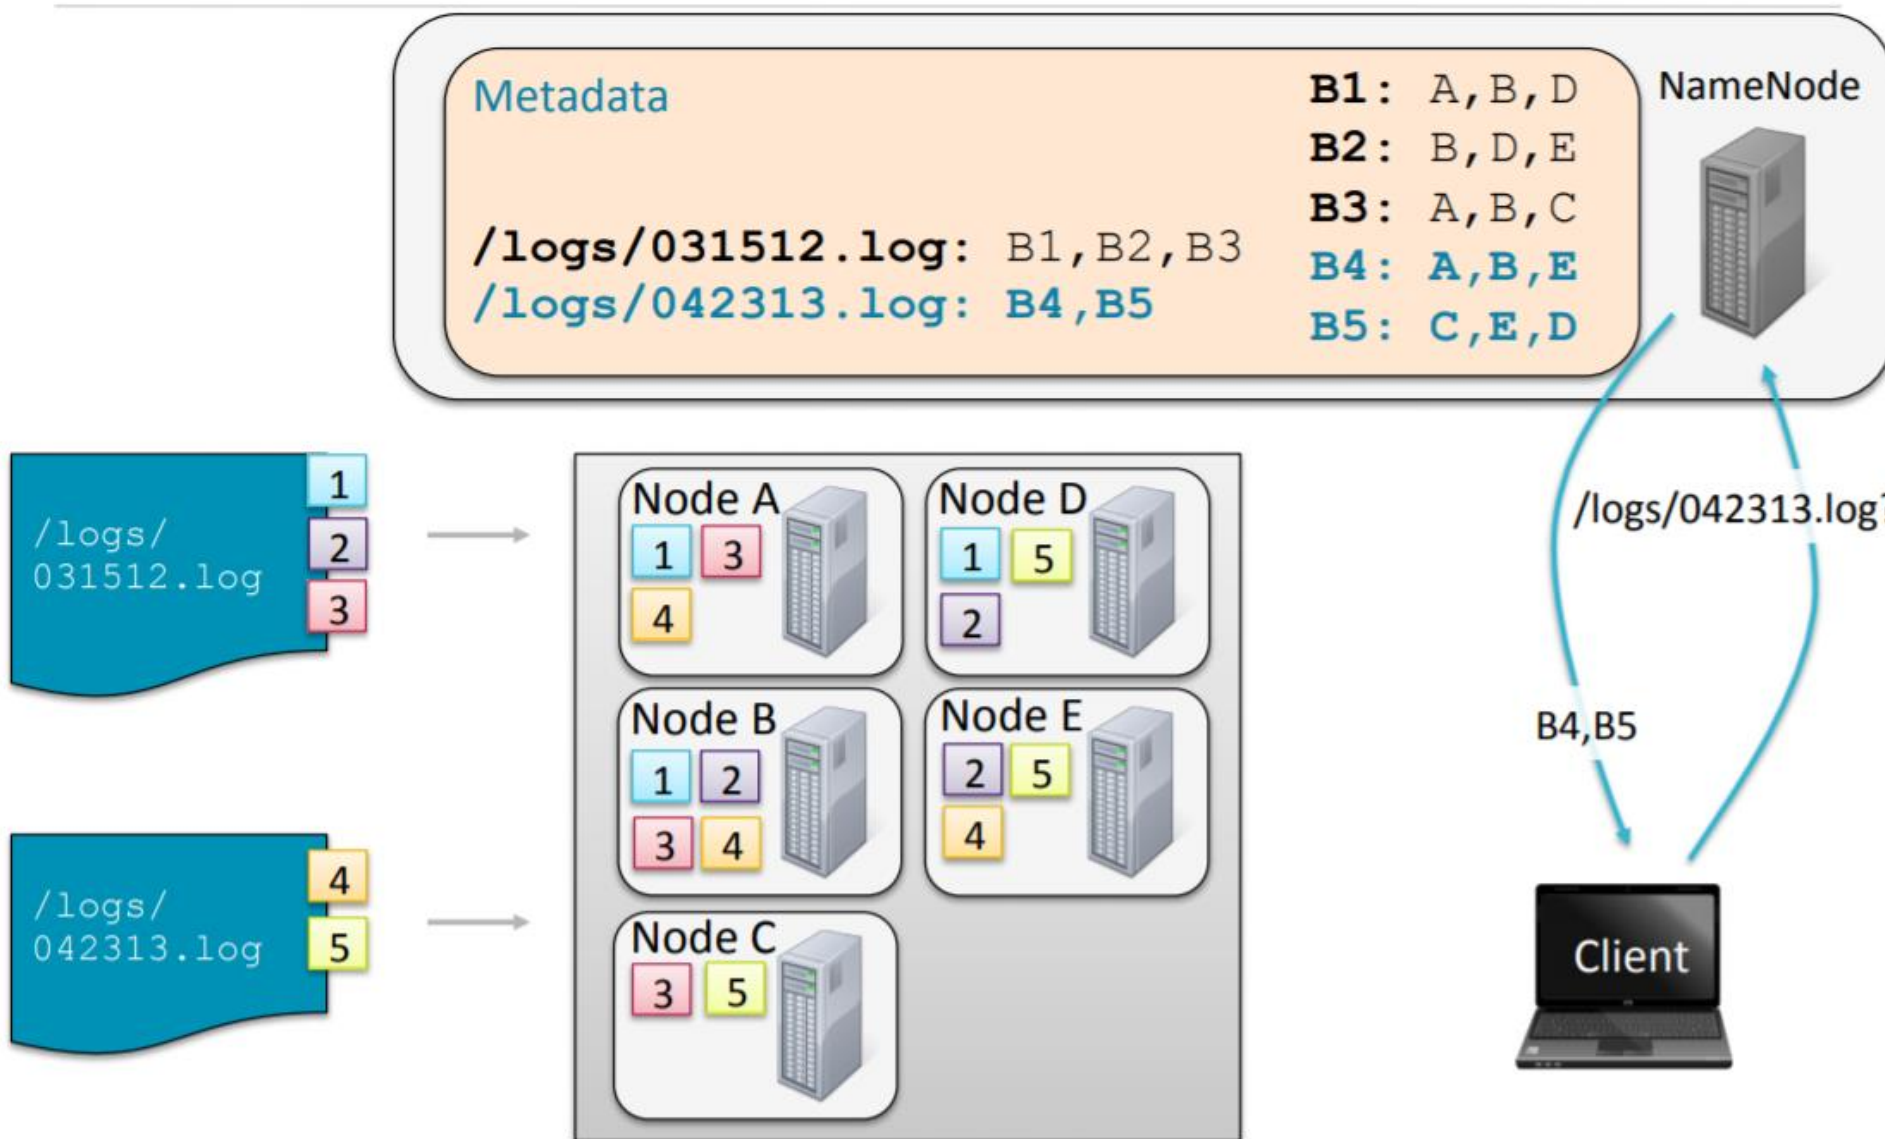 Metadata
/logs/031512.log: B1,B2,B3
/logs/042313.log: B4,B5
B1: A,B,D
B2: B,D,E
B3: A,B,C
B4: A,B,E
B5: C,E,D
NameNode
/logs/
031512.log
1
2
3
/logs/
042313.log
4
5
Node A
1 3
4
Node D
1 5
2
Node B
1 2
3 4
Node E
2 5
4
Node C
3 5
/logs/042313.log?
B4,B5
Client